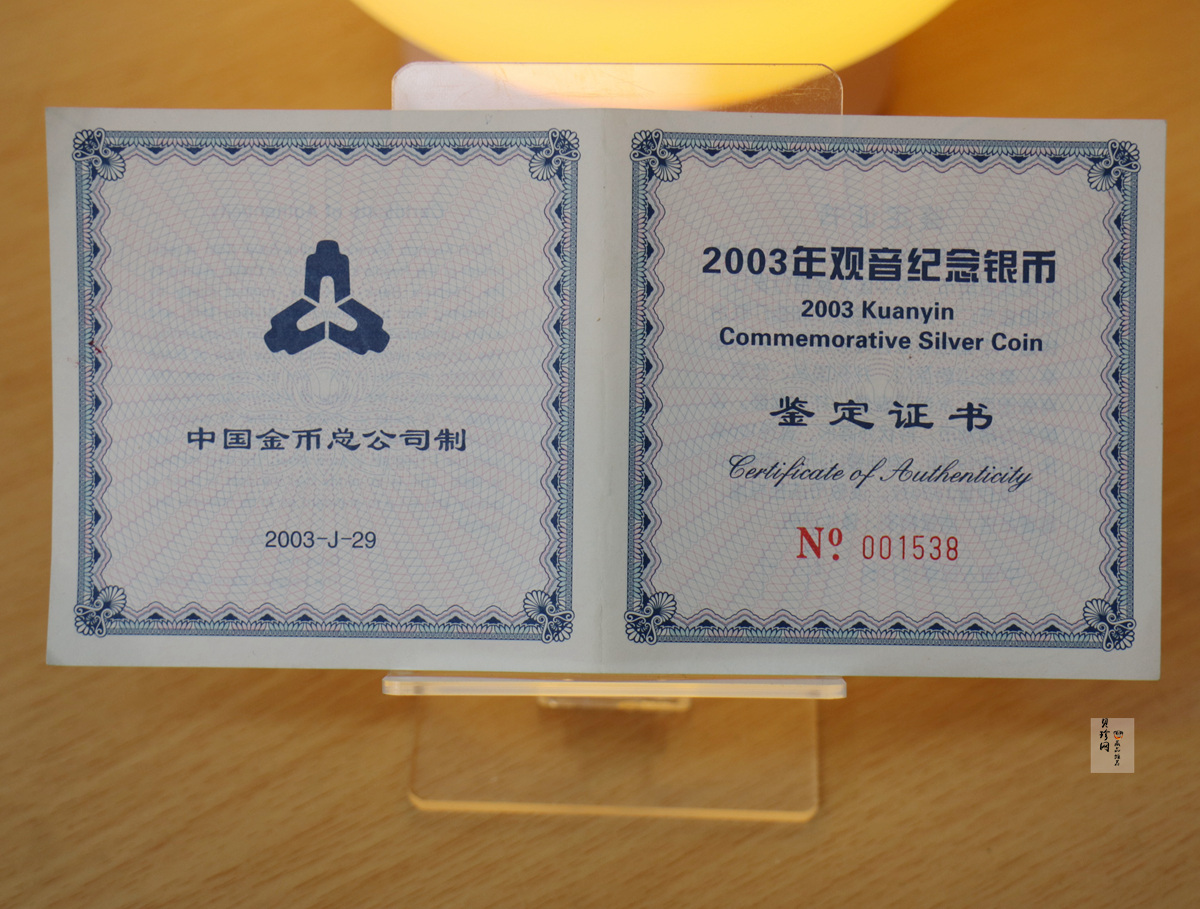 中国金币总公司制
2003-J-29
2003年观音纪念银币
2003 Kuanyin
Commemorative Silver Coin
鉴定证书
Certificate of Authenticity
Nº 001538